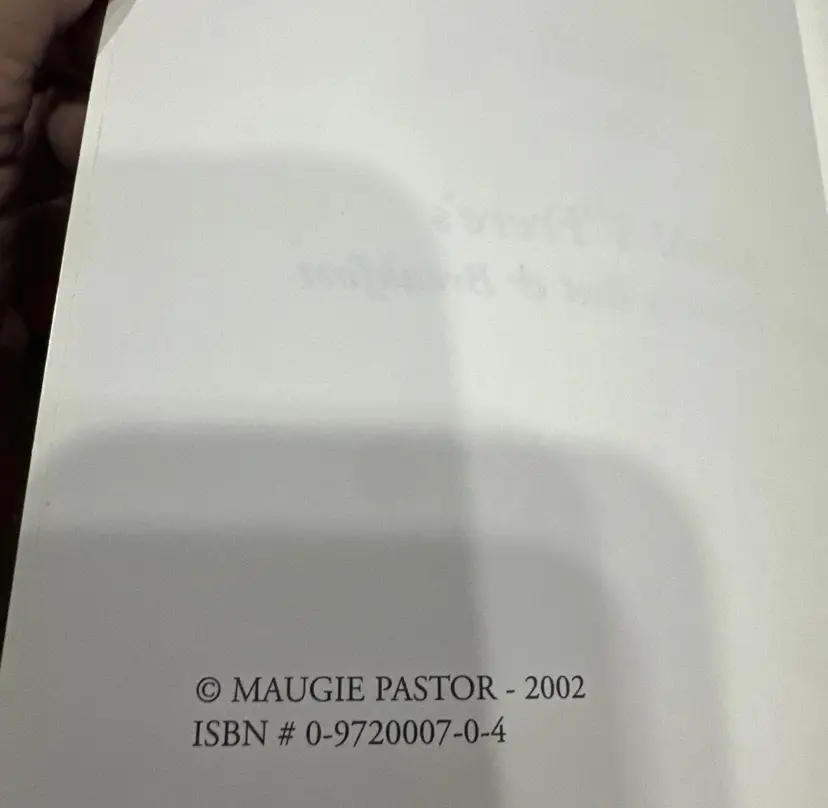 © MAUGIE PASTOR - 2002
ISBN # 0-9720007-0-4